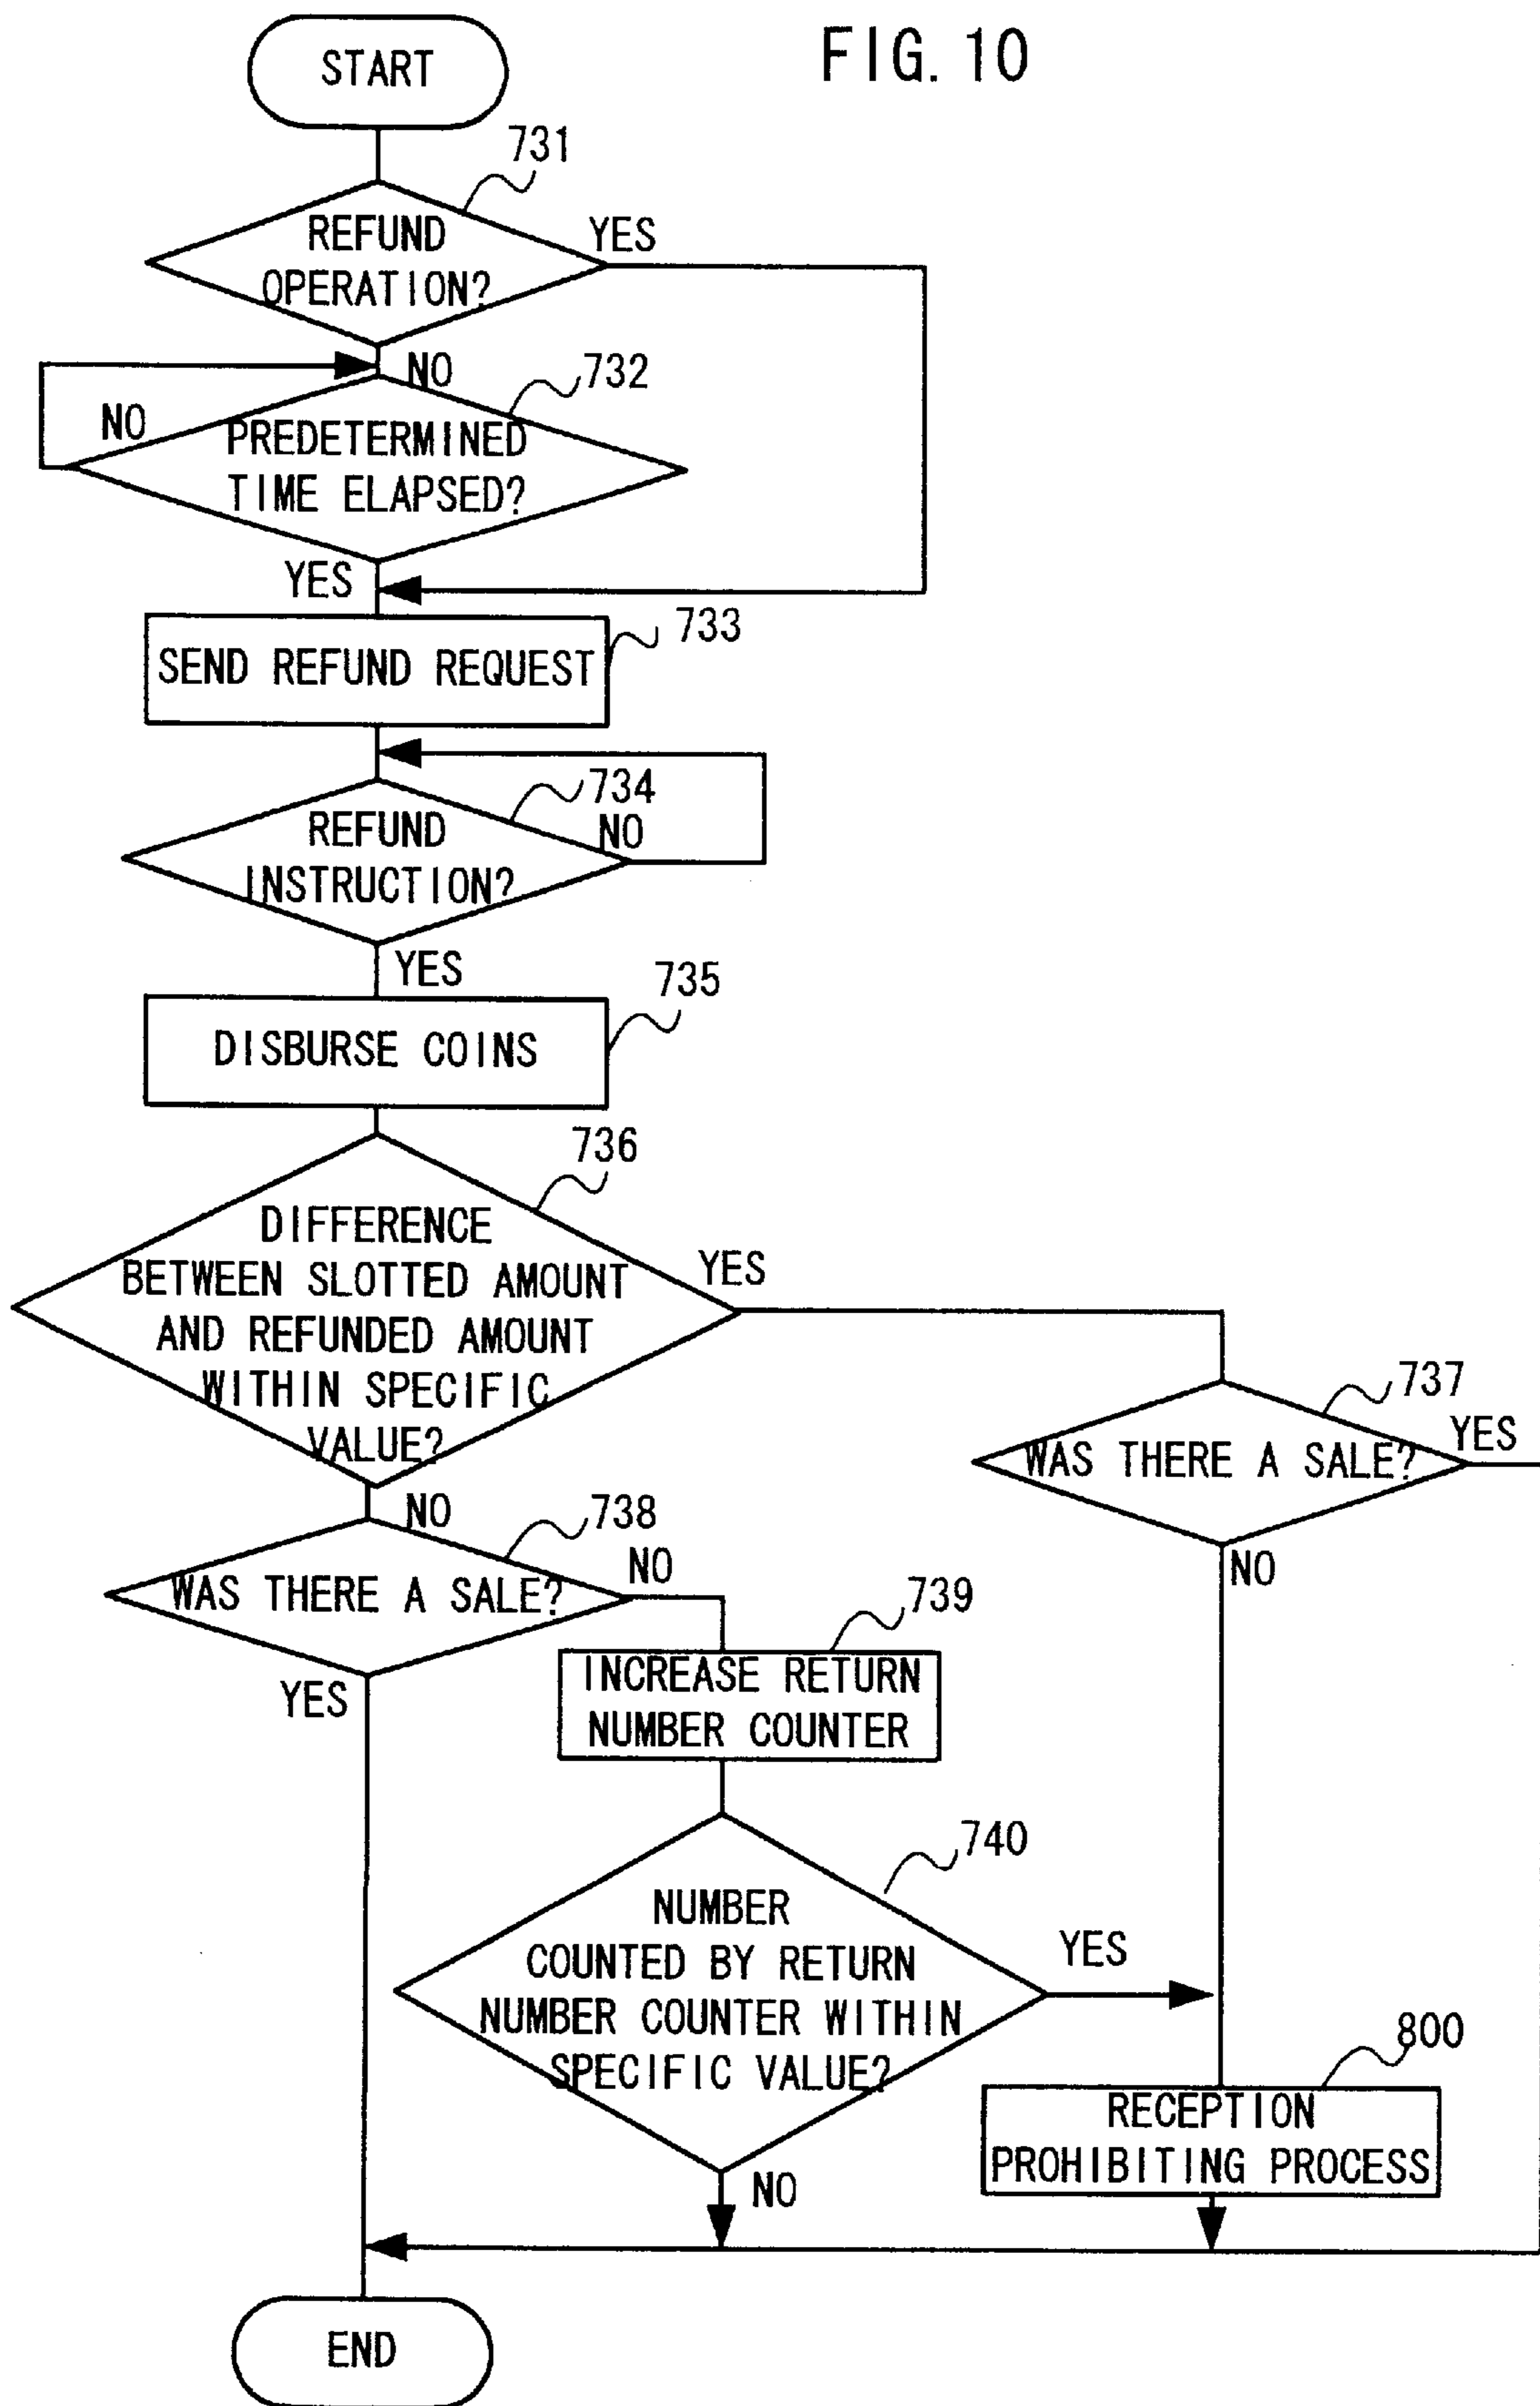 FIG. 10
START
731
REFUND
OPERATION?
YES
NO
732
NO
PREDETERMINED
TIME ELAPSED?
YES
733
SEND REFUND REQUEST
734
REFUND
INSTRUCTION?
NO
YES
735
DISBURSE COINS
736
DIFFERENCE
BETWEEN SLOTTED AMOUNT
AND REFUNDED AMOUNT
WITHIN SPECIFIC
VALUE?
YES
737
WAS THERE A SALE?
YES
NO
NO
738
WAS THERE A SALE?
NO
YES
739
INCREASE RETURN
NUMBER COUNTER
740
NUMBER
COUNTED BY RETURN
NUMBER COUNTER WITHIN
SPECIFIC VALUE?
YES
NO
800
RECEPTION
PROHIBITING PROCESS
END